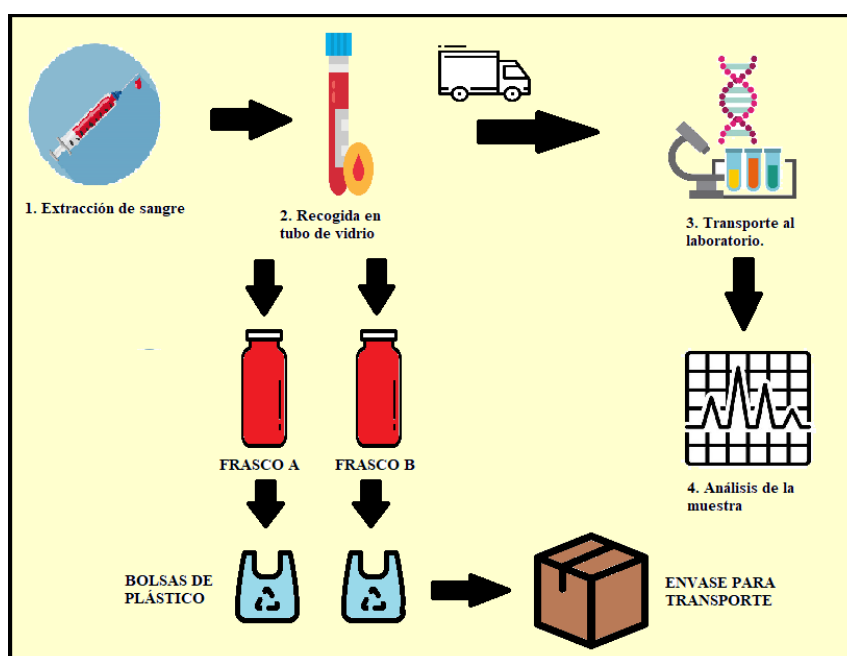 1. Extracción de sangre
2. Recogida en
tubo de vidrio
3. Transporte al
laboratorio.
FRASCO A
FRASCO B
4. Análisis de la
muestra
BOLSAS DE
PLÁSTICO
ENVASE PARA
TRANSPORTE